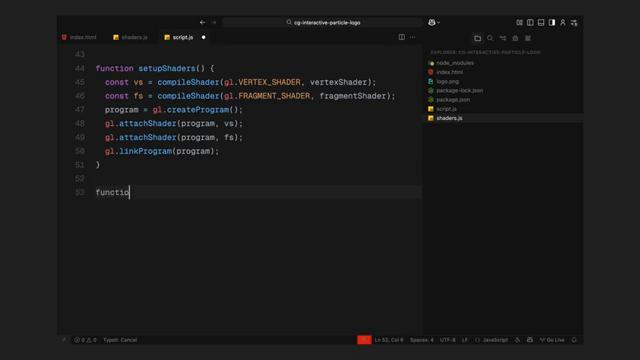 cg-interactive-particle-logo
index.html shaders.js script.js
EXPLORER: CG-INTERACTIVE-PARTICLE-LOGO
node_modules
index.html
logo.png
package-lock.json
package.json
script.js
shaders.js
43
44 function setupShaders() {
45 const vs = compileShader(gl.VERTEX_SHADER, vertexShader);
46 const fs = compileShader(gl.FRAGMENT_SHADER, fragmentShader);
47 program = gl.createProgram();
48 gl.attachShader(program, vs);
49 gl.attachShader(program, fs);
50 gl.linkProgram(program);
51 }
52
53 functio
0 0 Typot: Cancel Ln 52, Col 8 Spaces: 4 UTF-8 LF {} JavaScript Go Live